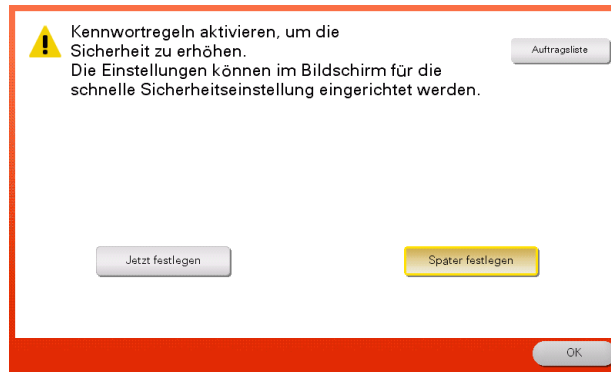 Kennwortregeln aktivieren, um die
Sicherheit zu erhöhen.
Die Einstellungen können im Bildschirm für die
schnelle Sicherheitseinstellung eingerichtet werden.
Auftragsliste
Jetzt festlegen
Später festlegen
OK